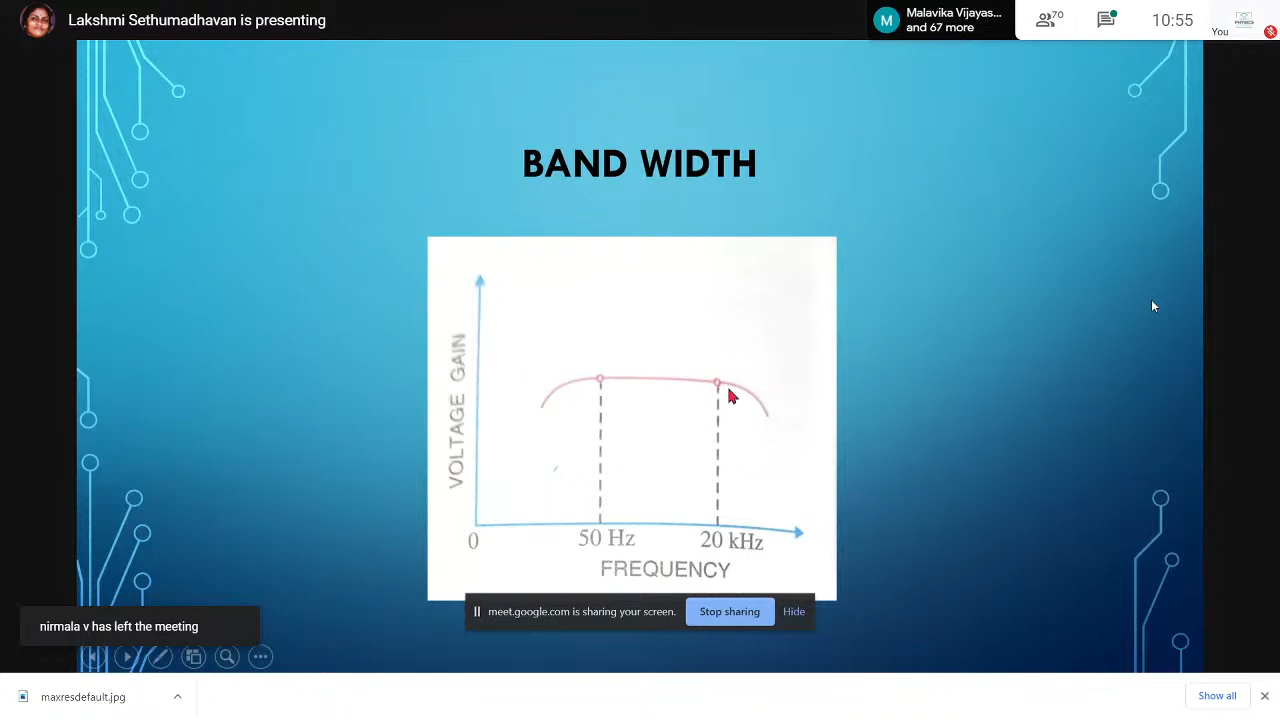 Lakshmi Sethumadhavan is presenting
M
Malavika Vijayas...
and 67 more
70
10:55
PHYSICS
You
BAND WIDTH
VOLTAGE GAIN
0
50 Hz
20 kHz
FREQUENCY
meet.google.com is sharing your screen.
Stop sharing
Hide
nirmala v has left the meeting
maxresdefault.jpg
Show all